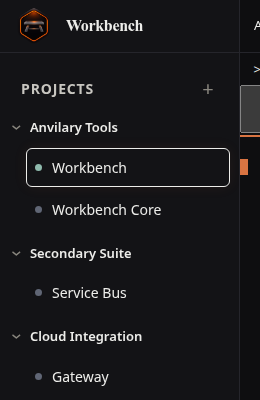 Workbench
A
>
PROJECTS +
Anvilary Tools
Workbench
Workbench Core
Secondary Suite
Service Bus
Cloud Integration
Gateway